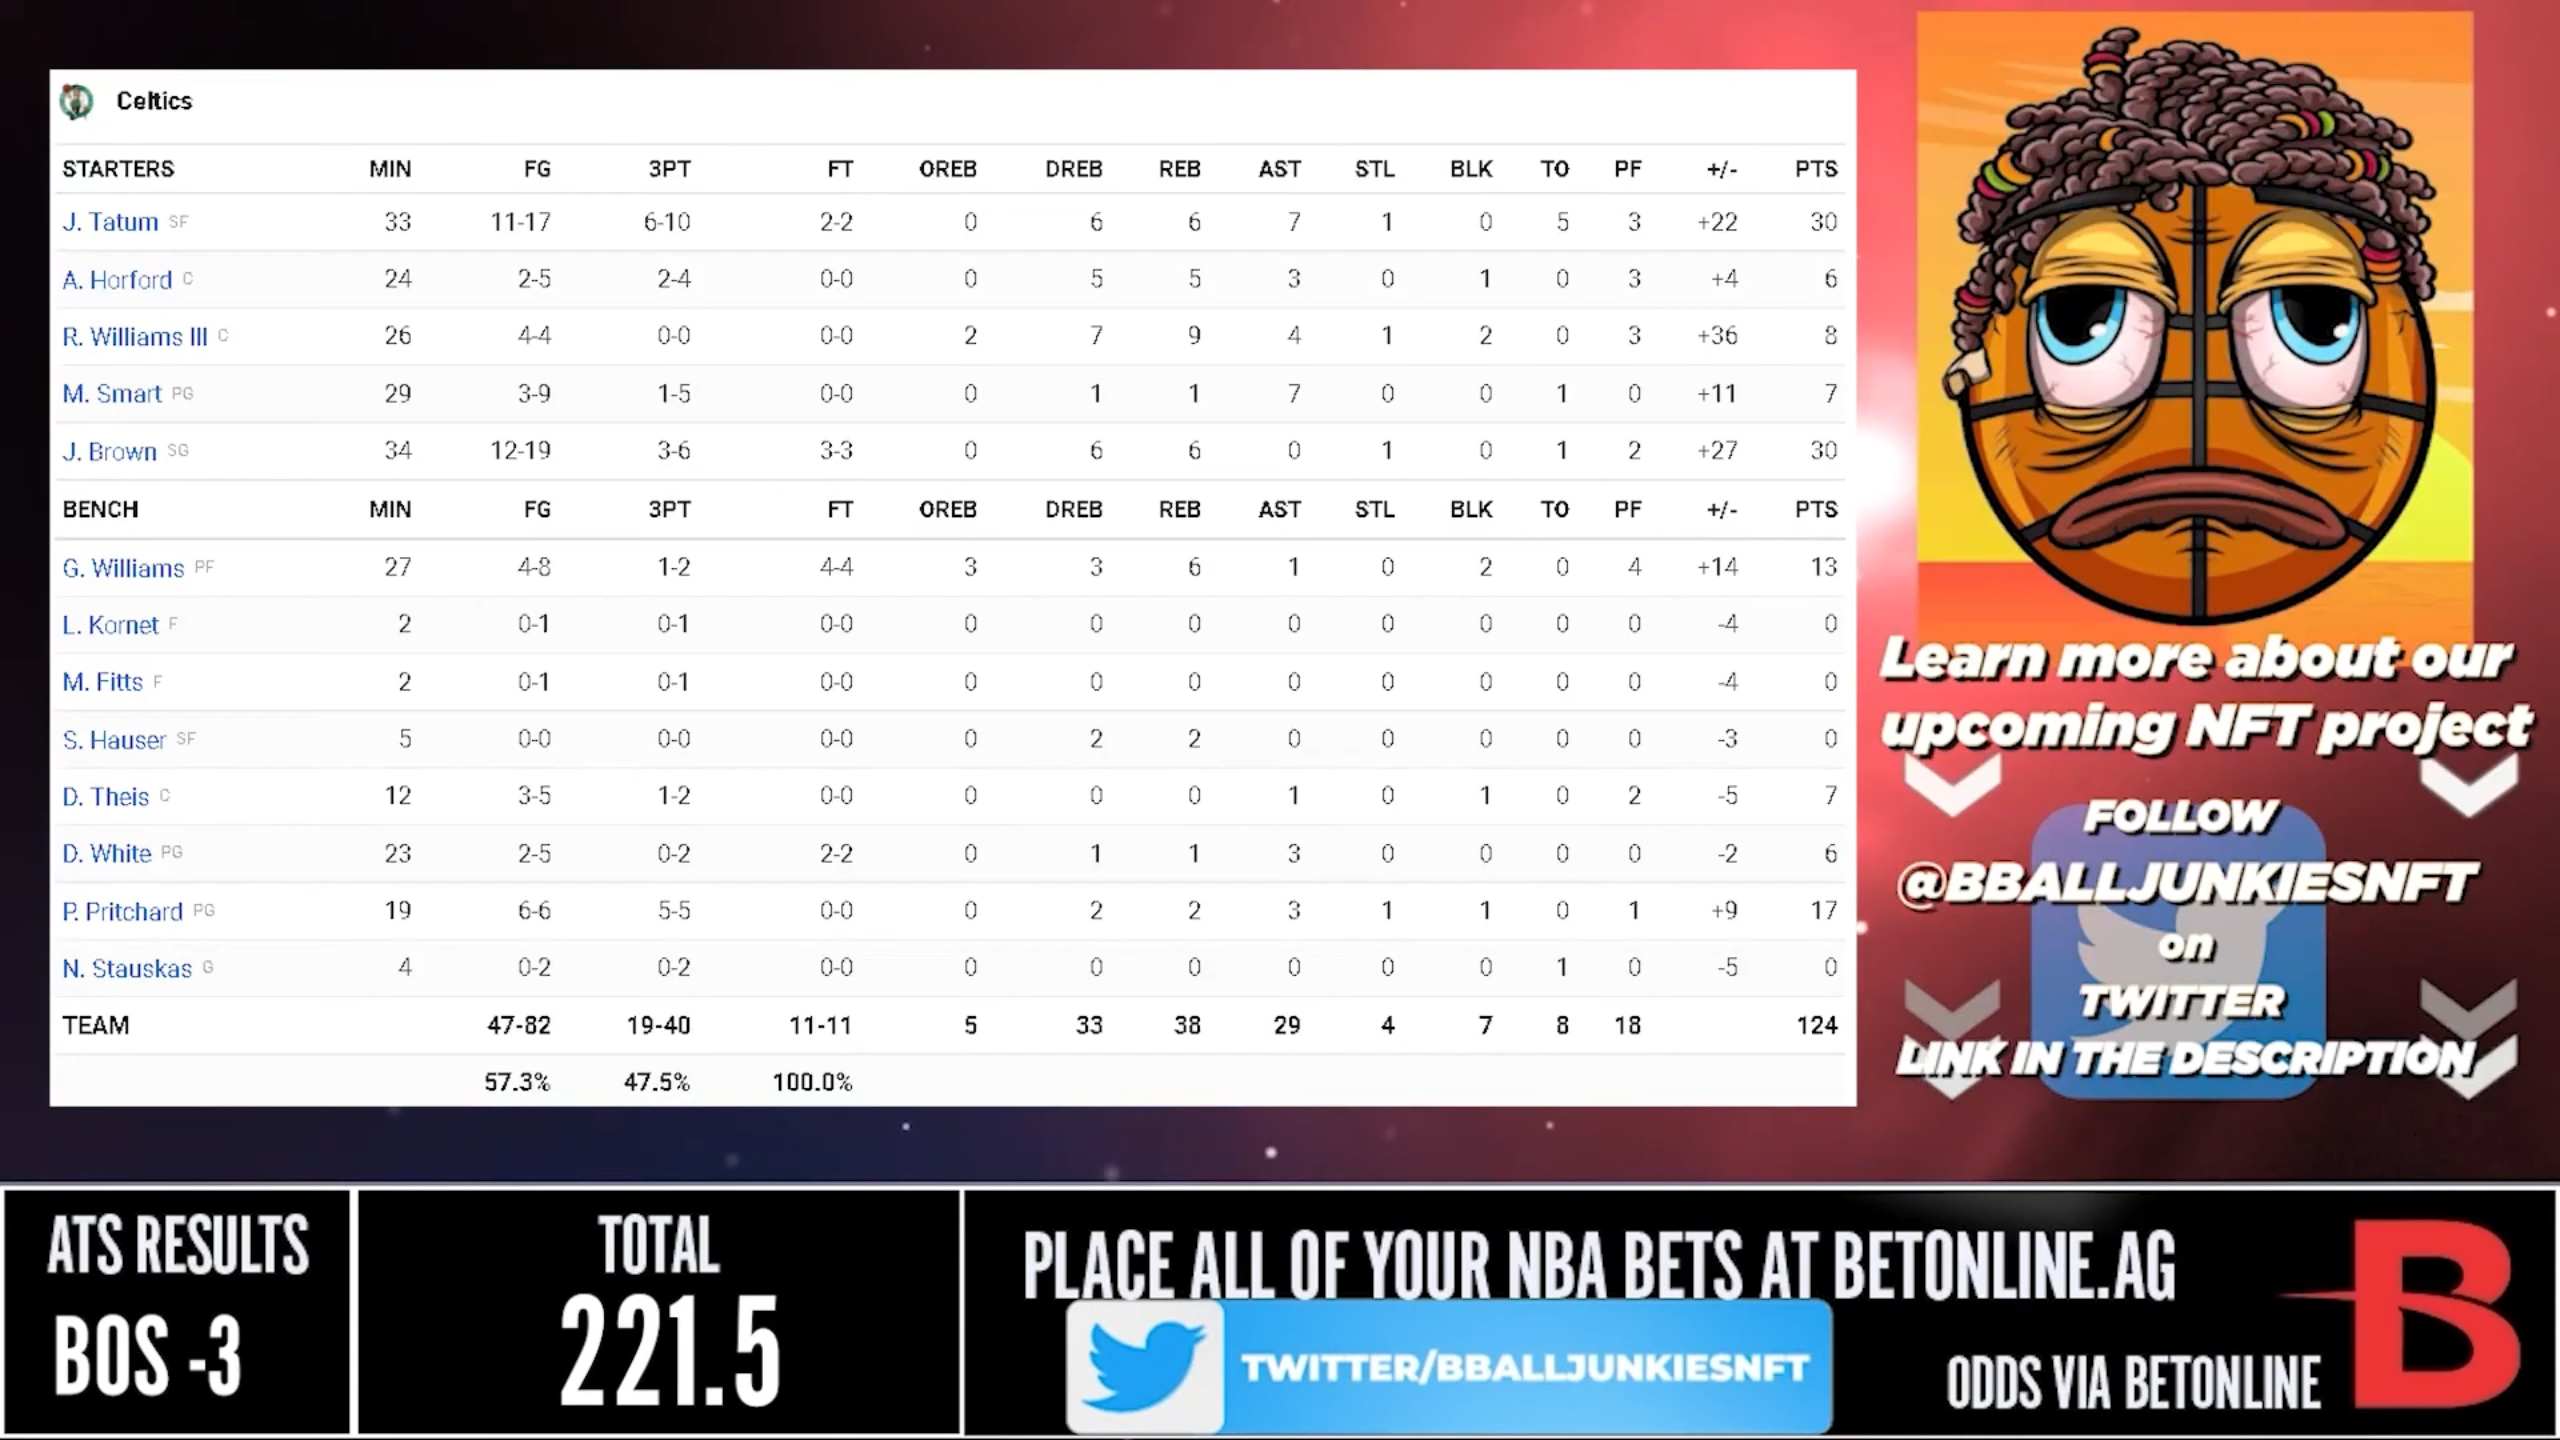 Celtics
STARTERS MIN FG 3PT FT OREB DREB REB AST STL BLK TO PF +/- PTS
J. Tatum SF 33 11-17 6-10 2-2 0 6 6 7 1 0 5 3 +22 30
A. Horford C 24 2-5 2-4 0-0 0 5 5 3 0 1 0 3 +4 6
R. Williams III C 26 4-4 0-0 0-0 2 7 9 4 1 2 0 3 +36 8
M. Smart PG 29 3-9 1-5 0-0 0 1 1 7 0 0 1 0 +11 7
J. Brown SG 34 12-19 3-6 3-3 0 6 6 0 1 0 1 2 +27 30
BENCH MIN FG 3PT FT OREB DREB REB AST STL BLK TO PF +/- PTS
G. Williams PF 27 4-8 1-2 4-4 3 3 6 1 0 2 0 4 +14 13
L. Kornet F 2 0-1 0-1 0-0 0 0 0 0 0 0 0 0 -4 0
M. Fitts F 2 0-1 0-1 0-0 0 0 0 0 0 0 0 0 -4 0
S. Hauser SF 5 0-0 0-0 0-0 0 2 2 0 0 0 0 0 -3 0
D. Theis C 12 3-5 1-2 0-0 0 0 0 1 0 1 0 2 -5 7
D. White PG 23 2-5 0-2 2-2 0 1 1 3 0 0 0 0 -2 6
P. Pritchard PG 19 6-6 5-5 0-0 0 2 2 3 1 1 0 1 +9 17
N. Stauskas G 4 0-2 0-2 0-0 0 0 0 0 0 0 1 0 -5 0
TEAM 47-82 19-40 11-11 5 33 38 29 4 7 8 18 124
57.3% 47.5% 100.0%
Learn more about our
upcoming NFT project
FOLLOW
@BBALLJUNKIESNFT
on
TWITTER
LINK IN THE DESCRIPTION
ATS RESULTS
BOS -3
TOTAL
221.5
PLACE ALL OF YOUR NBA BETS AT BETONLINE.AG
TWITTER/BBALLJUNKIESNFT
ODDS VIA BETONLINE
B